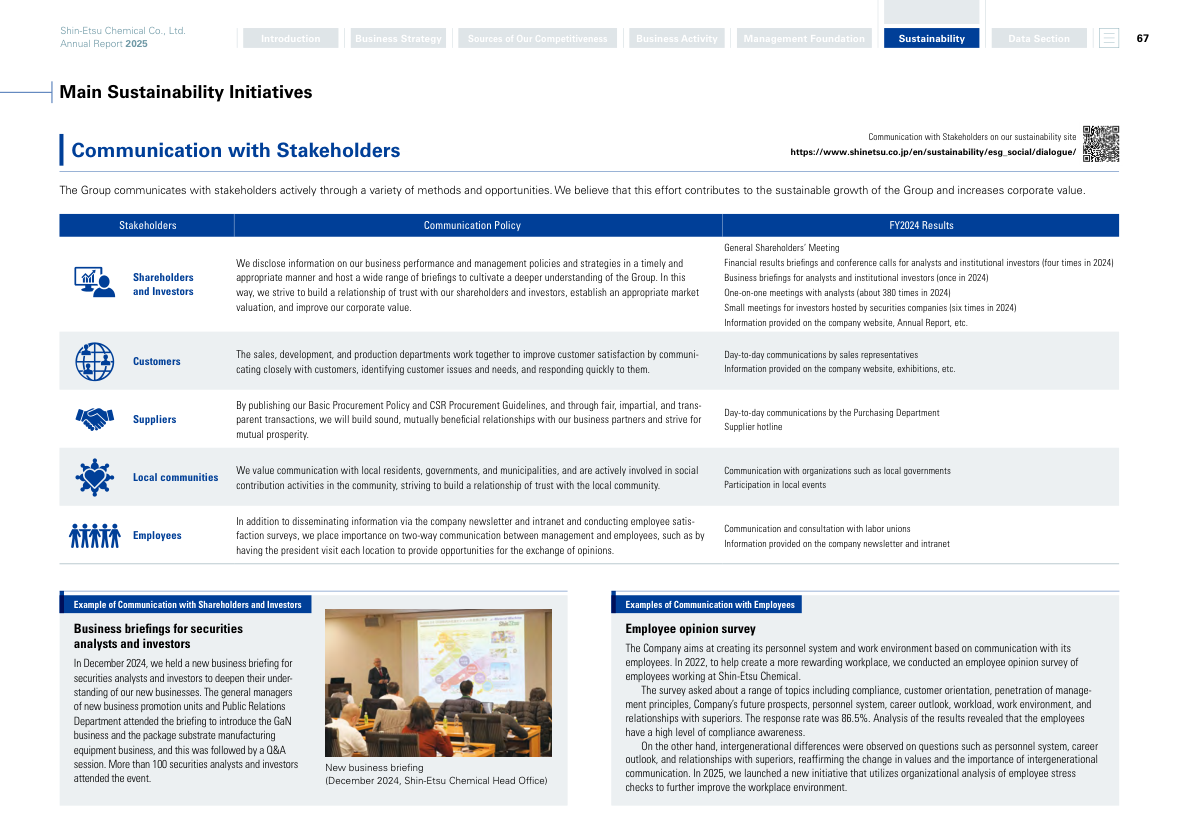 Shin-Etsu Chemical Co., Ltd.
Annual Report 2025
Introduction
Business Strategy
Sources of Our Competitiveness
Business Activity
Management Foundation
Sustainability
Data Section
67
Main Sustainability Initiatives
Communication with Stakeholders
Communication with Stakeholders on our sustainability site
https://www.shinetsu.co.jp/en/sustainability/esg_social/dialogue/
The Group communicates with stakeholders actively through a variety of methods and opportunities. We believe that this effort contributes to the sustainable growth of the Group and increases corporate value.
Stakeholders
Communication Policy
FY2024 Results
Shareholders
and Investors
We disclose information on our business performance and management policies and strategies in a timely and
appropriate manner and host a wide range of briefings to cultivate a deeper understanding of the Group. In this
way, we strive to build a relationship of trust with our shareholders and investors, establish an appropriate market
valuation, and improve our corporate value.
General Shareholders' Meeting
Financial results briefings and conference calls for analysts and institutional investors (four times in 2024)
Business briefings for analysts and institutional investors (once in 2024)
One-on-one meetings with analysts (about 380 times in 2024)
Small meetings for investors hosted by securities companies (six times in 2024)
Information provided on the company website, Annual Report, etc.
Customers
The sales, development, and production departments work together to improve customer satisfaction by communi-
cating closely with customers, identifying customer issues and needs, and responding quickly to them.
Day-to-day communications by sales representatives
Information provided on the company website, exhibitions, etc.
Suppliers
By publishing our Basic Procurement Policy and CSR Procurement Guidelines, and through fair, impartial, and trans-
parent transactions, we will build sound, mutually beneficial relationships with our business partners and strive for
mutual prosperity.
Day-to-day communications by the Purchasing Department
Supplier hotline
Local communities
We value communication with local residents, governments, and municipalities, and are actively involved in social
contribution activities in the community, striving to build a relationship of trust with the local community.
Communication with organizations such as local governments
Participation in local events
Employees
In addition to disseminating information via the company newsletter and intranet and conducting employee satis-
faction surveys, we place importance on two-way communication between management and employees, such as by
having the president visit each location to provide opportunities for the exchange of opinions.
Communication and consultation with labor unions
Information provided on the company newsletter and intranet
Example of Communication with Shareholders and Investors
Business briefings for securities
analysts and investors
In December 2024, we held a new business briefing for
securities analysts and investors to deepen their under-
standing of our new businesses. The general managers
of new business promotion units and Public Relations
Department attended the briefing to introduce the GaN
business and the package substrate manufacturing
equipment business, and this was followed by a Q&A
session. More than 100 securities analysts and investors
attended the event.
New business briefing
(December 2024, Shin-Etsu Chemical Head Office)
Examples of Communication with Employees
Employee opinion survey
The Company aims at creating its personnel system and work environment based on communication with its
employees. In 2022, to help create a more rewarding workplace, we conducted an employee opinion survey of
employees working at Shin-Etsu Chemical.
The survey asked about a range of topics including compliance, customer orientation, penetration of manage-
ment principles, Company's future prospects, personnel system, career outlook, workload, work environment, and
relationships with superiors. The response rate was 86.5%. Analysis of the results revealed that the employees
have a high level of compliance awareness.
On the other hand, intergenerational differences were observed on questions such as personnel system, career
outlook, and relationships with superiors, reaffirming the change in values and the importance of intergenerational
communication. In 2025, we launched a new initiative that utilizes organizational analysis of employee stress
checks to further improve the workplace environment.